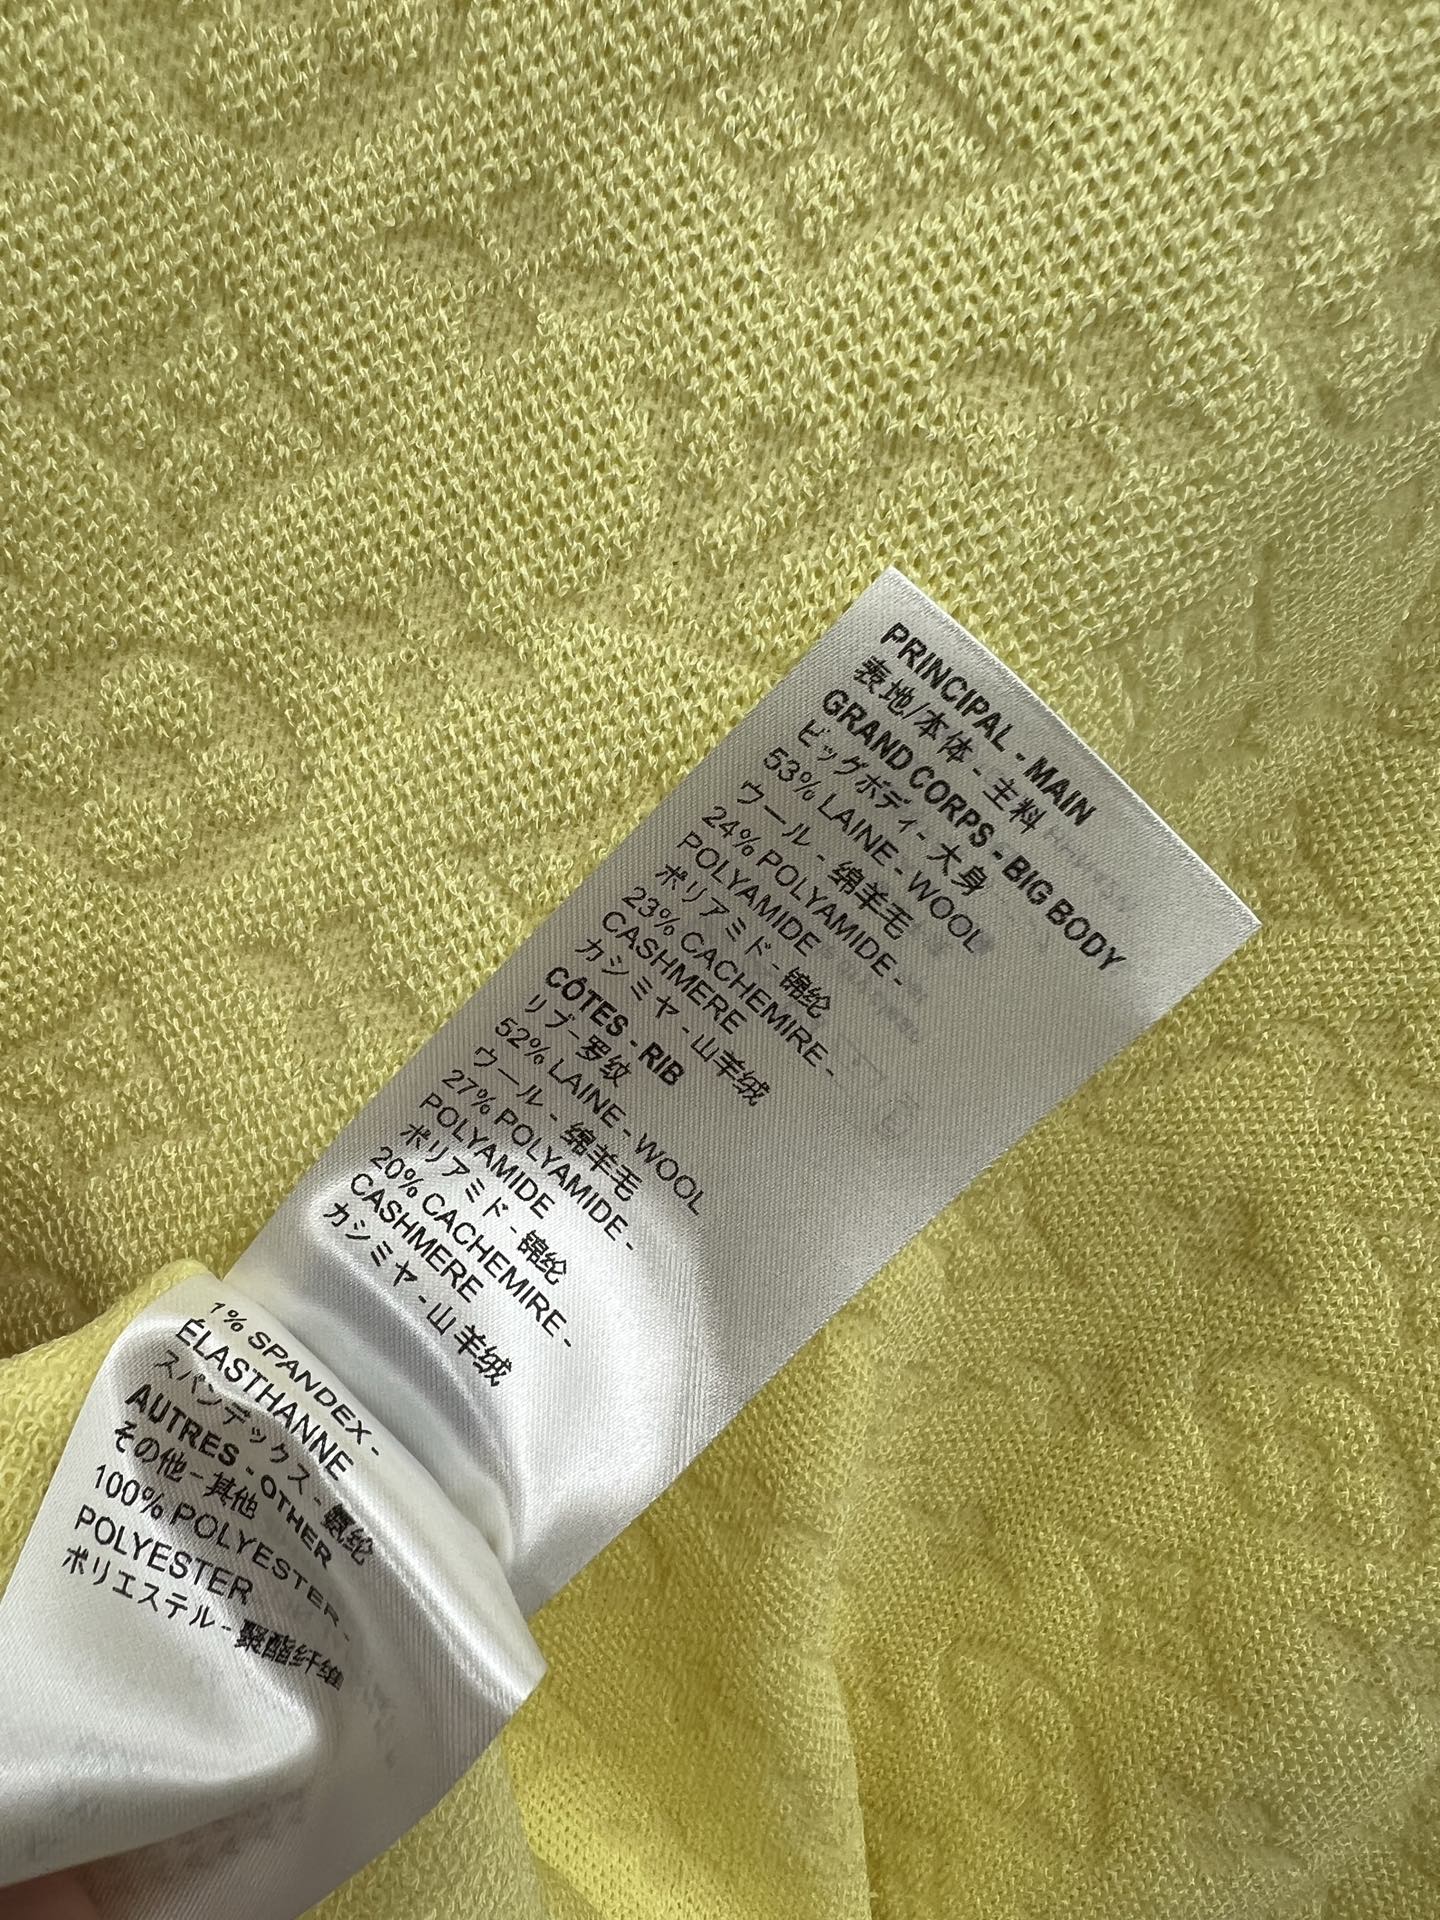 PRINCIPAL - MAIN
表地/本体 - 主料
GRAND CORPS - BIG BODY
ビッグボディ - 大身
53% LAINE - WOOL
ウール - 绵羊毛
24% POLYAMIDE -
POLYAMIDE
ポリアミド - 锦纶
23% CACHEMIRE -
CASHMERE
カシミヤ - 山羊绒
CÔTES - RIB
リブ - 罗纹
52% LAINE - WOOL
ウール - 绵羊毛
27% POLYAMIDE -
POLYAMIDE
ポリアミド - 锦纶
20% CACHEMIRE -
CASHMERE
カシミヤ - 山羊绒
1% SPANDEX -
ÉLASTHANNE
スパンデックス - 氨纶
AUTRES - OTHER
その他 - 其他
100% POLYESTER -
POLYESTER
ポリエステル - 聚酯纤维